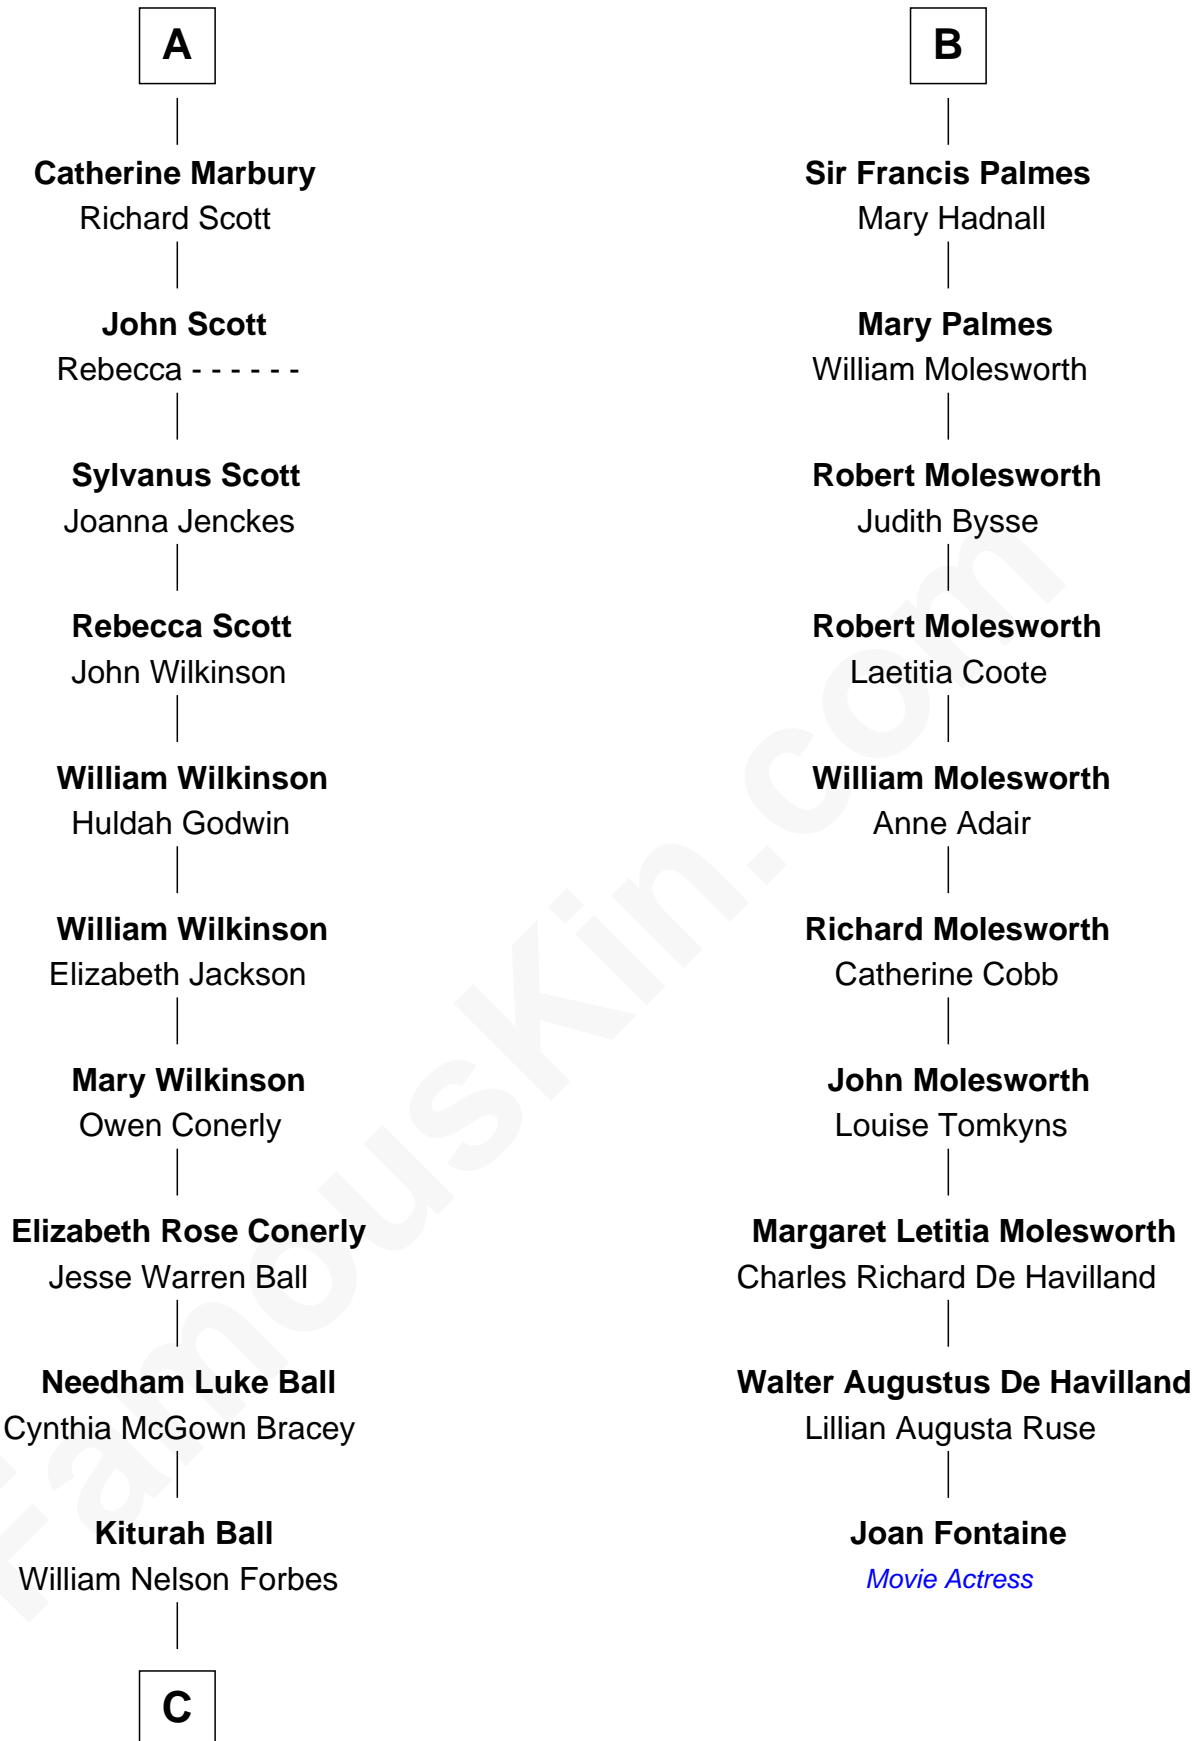 A
Catherine Marbury
Richard Scott
John Scott
Rebecca - - - - - -
Sylvanus Scott
Joanna Jenckes
Rebecca Scott
John Wilkinson
William Wilkinson
Huldah Godwin
William Wilkinson
Elizabeth Jackson
Mary Wilkinson
Owen Conerly
Elizabeth Rose Conerly
Jesse Warren Ball
Needham Luke Ball
Cynthia McGown Bracey
Kiturah Ball
William Nelson Forbes
C
B
Sir Francis Palmes
Mary Hadnall
Mary Palmes
William Molesworth
Robert Molesworth
Judith Bysse
Robert Molesworth
Laetitia Coote
William Molesworth
Anne Adair
Richard Molesworth
Catherine Cobb
John Molesworth
Louise Tomkyns
Margaret Letitia Molesworth
Charles Richard De Havilland
Walter Augustus De Havilland
Lillian Augusta Ruse
Joan Fontaine
Movie Actress
FamousKin.com